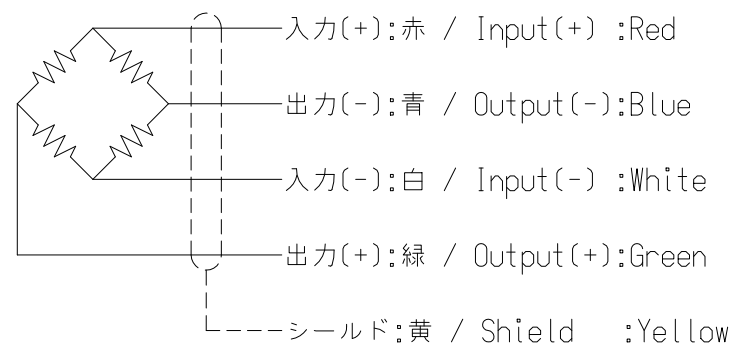 入力(+):赤 / Input(+) :Red
出力(-):青 / Output(-):Blue
入力(-):白 / Input(-) :White
出力(+):緑 / Output(+):Green
シールド:黄 / Shield :Yellow